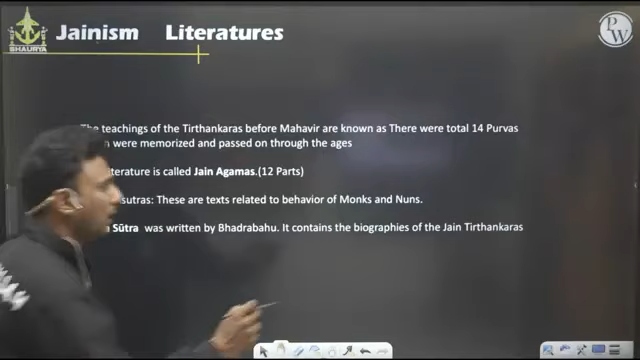 SHAURYA
Jainism Literatures
PW
The teachings of the Tirthankaras before Mahavir are known as There were total 14 Purvas
were memorized and passed on through the ages
terature is called Jain Agamas.(12 Parts)
sutras: These are texts related to behavior of Monks and Nuns.
Sūtra was written by Bhadrabahu. It contains the biographies of the Jain Tirthankaras